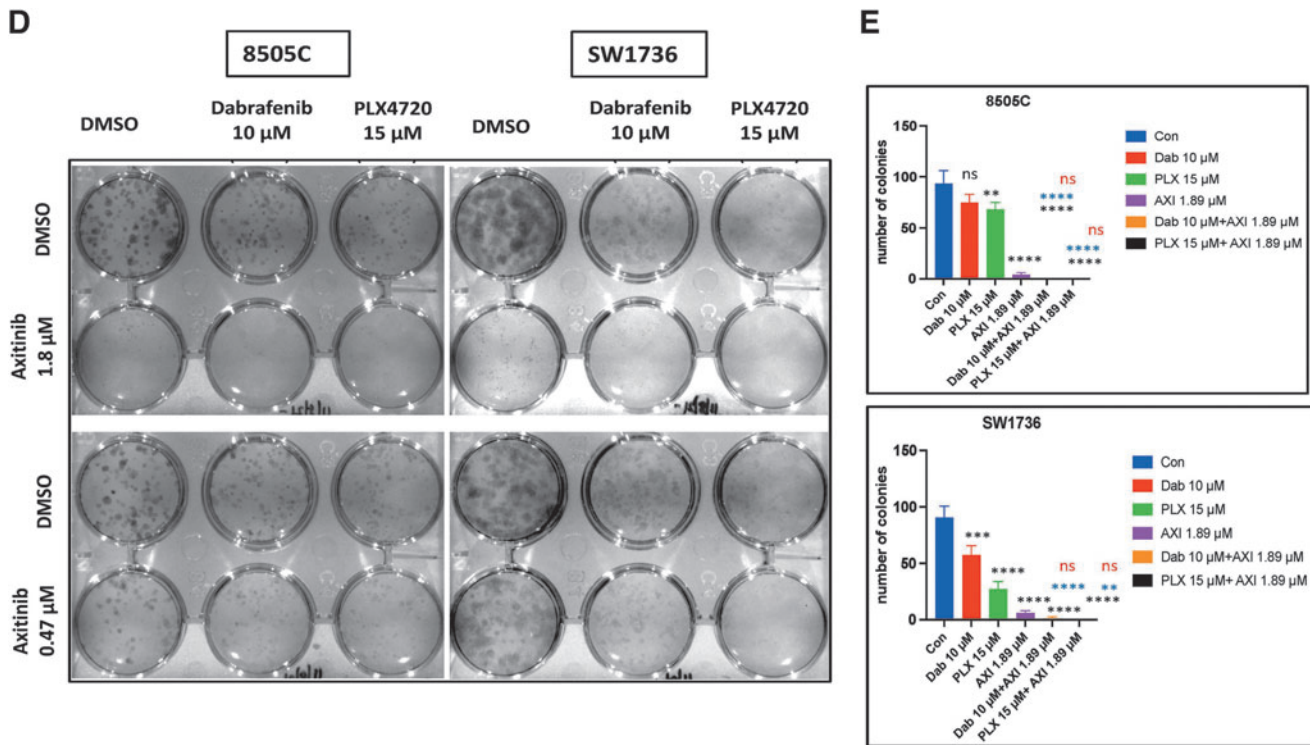 D
8505C
SW1736
DMSO
Dabrafenib
10 µM
PLX4720
15 µM
DMSO
Dabrafenib
10 µM
PLX4720
15 µM
DMSO
Axitinib
1.8 µM
DMSO
Axitinib
0.47 µM
E
8505C
number of colonies
150
100
50
0
ns
**
****
ns
****
****
ns
****
****
Con
Dab 10 µM
PLX 15 µM
AXI 1.89 µM
Dab 10 µM+AXI 1.89 µM
PLX 15 µM+ AXI 1.89 µM
Con
Dab 10 µM
PLX 15 µM
AXI 1.89 µM
Dab 10 µM+AXI 1.89 µM
PLX 15 µM+ AXI 1.89 µM
SW1736
number of colonies
150
100
50
0
***
****
****
ns
****
****
ns
**
****
Con
Dab 10 µM
PLX 15 µM
AXI 1.89 µM
Dab 10 µM+AXI 1.89 µM
PLX 15 µM+ AXI 1.89 µM
Con
Dab 10 µM
PLX 15 µM
AXI 1.89 µM
Dab 10 µM+AXI 1.89 µM
PLX 15 µM+ AXI 1.89 µM